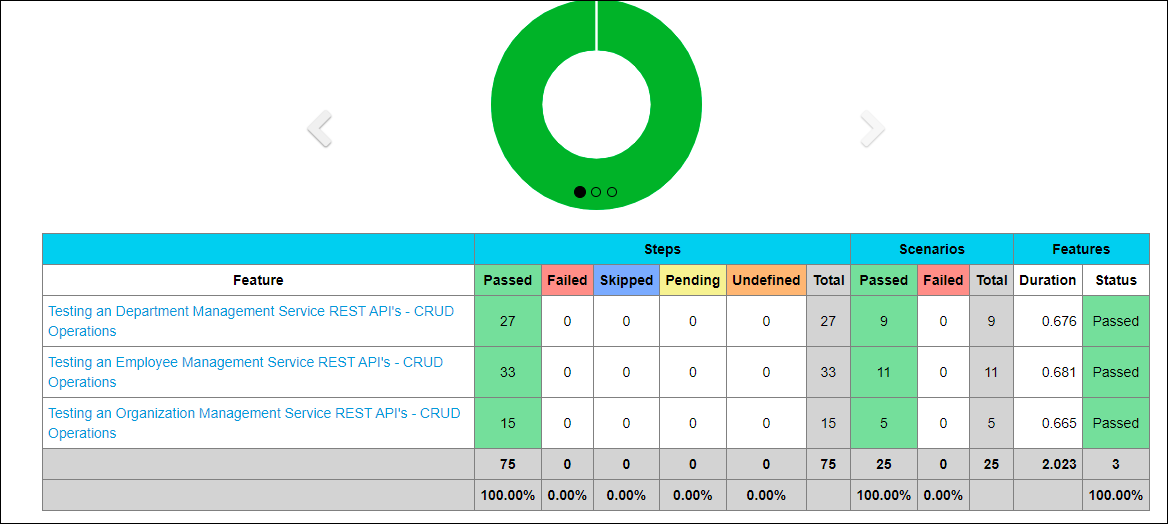 Steps Scenarios Features
Feature Passed Failed Skipped Pending Undefined Total Passed Failed Total Duration Status
Testing an Department Management Service REST API's - CRUD
Operations 27 0 0 0 0 27 9 0 9 0.676 Passed
Testing an Employee Management Service REST API's - CRUD
Operations 33 0 0 0 0 33 11 0 11 0.681 Passed
Testing an Organization Management Service REST API's - CRUD
Operations 15 0 0 0 0 15 5 0 5 0.665 Passed
75 0 0 0 0 75 25 0 25 2.023 3
100.00% 0.00% 0.00% 0.00% 0.00% 100.00% 0.00% 100.00%